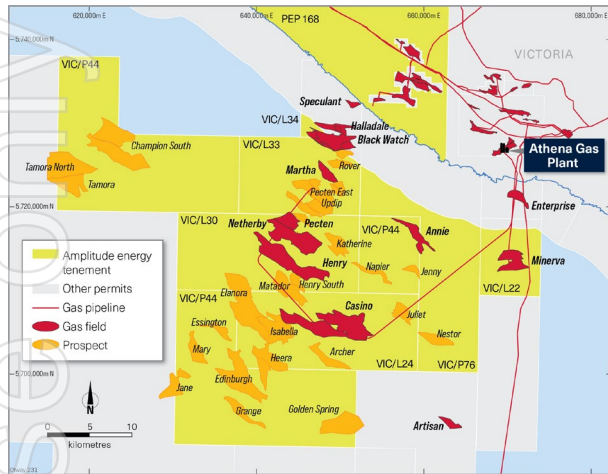 620,000m E
640,000m E
660,000m E
680,000m E
5,740,000m N
PEP 168
VICTORIA
VIC/P44
Speculant
VIC/L34
Halladale
Black Watch
VIC/L33
Champion South
Athena Gas
Plant
Rover
Martha
Tamora North
Tamora
Pecten East
Updip
Enterprise
5,720,000m N
VIC/L30
Netherby
Pecten
VIC/P44
Annie
Katherine
Minerva
Henry
Napier
Jenny
Amplitude energy
tenement
Other permits
Gas pipeline
Gas field
Prospect
Henry South
Matador
VIC/L22
VIC/P44
Elanora
Casino
Juliet
Essington
Isabella
Nestor
Mary
Heera
Archer
VIC/L24
VIC/P76
5,700,000m N
Jane
Edinburgh
Grange
Golden Spring
Artisan
N
0
5
10
kilometres
Otway 231
se only